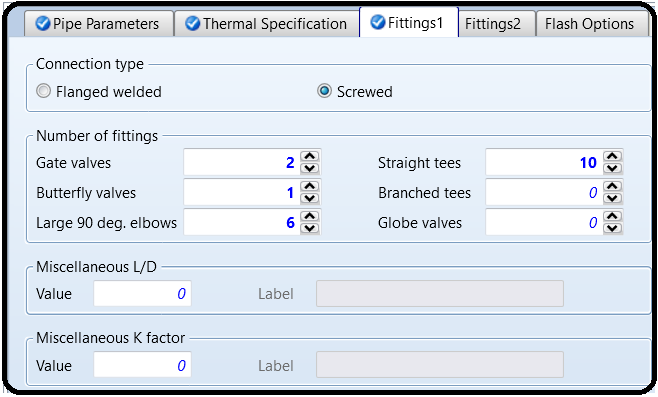 Pipe Parameters Thermal Specification Fittings1 Fittings2 Flash Options
Connection type
Flanged welded Screwed
Number of fittings
Gate valves 2 Straight tees 10
Butterfly valves 1 Branched tees 0
Large 90 deg. elbows 6 Globe valves 0
Miscellaneous L/D
Value 0 Label
Miscellaneous K factor
Value 0 Label